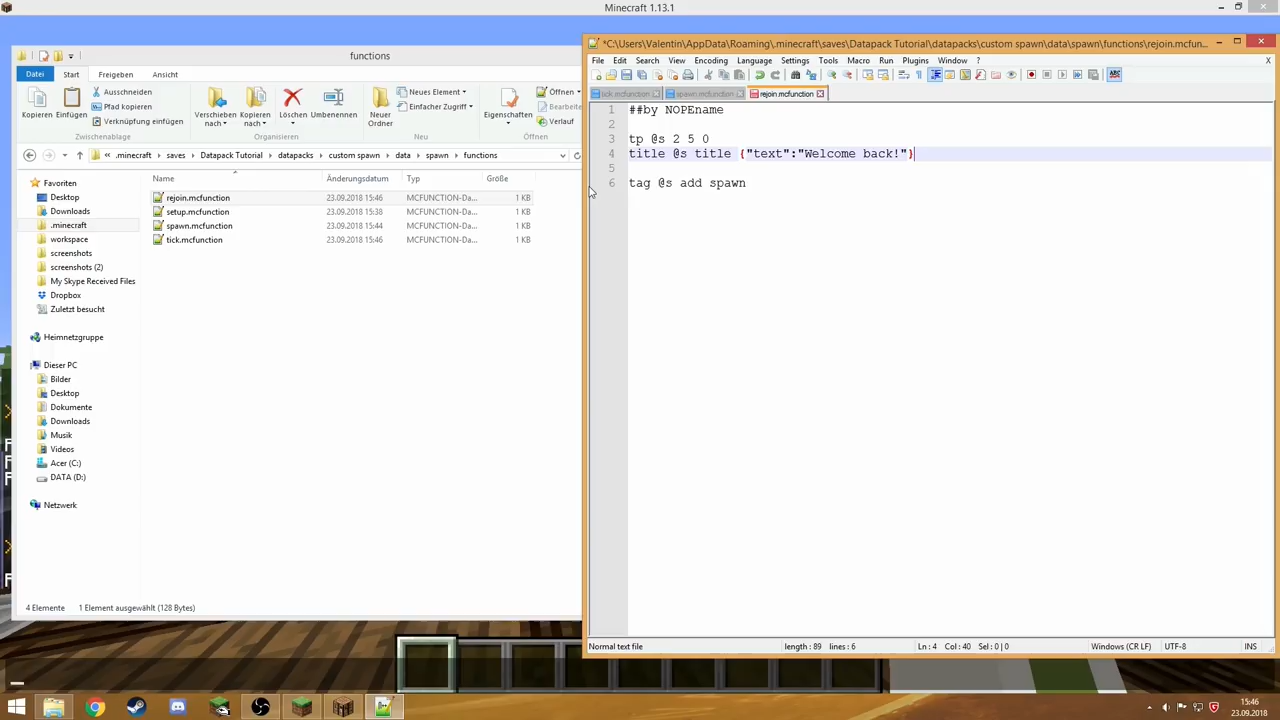 Minecraft 1.13.1
functions
Datei Start Freigeben Ansicht
Kopieren
Einfügen
Ausschneiden
Pfad kopieren
Verknüpfung einfügen
Zwischenablage
Verschieben nach
Kopieren nach
Löschen
Umbenennen
Organisieren
Neuer Ordner
Neues Element
Einfacher Zugriff
Neu
Eigenschaften
Öffnen
Bearbeite
Verlauf
Öffnen
.minecraft saves Datapack Tutorial datapacks custom spawn data spawn functions
Favoriten
Desktop
Downloads
.minecraft
workspace
screenshots
screenshots (2)
My Skype Received Files
Dropbox
Zuletzt besucht
Heimnetzgruppe
Dieser PC
Bilder
Desktop
Dokumente
Downloads
Musik
Videos
Acer (C:)
DATA (D:)
Netzwerk
Name Änderungsdatum Typ Größe
rejoin.mcfunction 23.09.2018 15:46 MCFUNCTION-Da... 1 KB
setup.mcfunction 23.09.2018 15:38 MCFUNCTION-Da... 1 KB
spawn.mcfunction 23.09.2018 15:44 MCFUNCTION-Da... 1 KB
tick.mcfunction 23.09.2018 15:46 MCFUNCTION-Da... 1 KB
4 Elemente 1 Element ausgewählt (128 Bytes)
*C:\Users\Valentin\AppData\Roaming\.minecraft\saves\Datapack Tutorial\datapacks\custom spawn\data\spawn\functions\rejoin.mcfun...
File Edit Search View Encoding Language Settings Tools Macro Run Plugins Window ? X
ABC
tick.mcfunction spawn.mcfunction rejoin.mcfunction
1 ##by NOPEname
2
3 tp @s 2 5 0
4 title @s title {"text":"Welcome back!"}
5
6 tag @s add spawn
Normal text file length : 89 lines : 6 Ln : 4 Col : 40 Sel : 0 | 0 Windows (CR LF) UTF-8 INS
15:46
23.09.2018